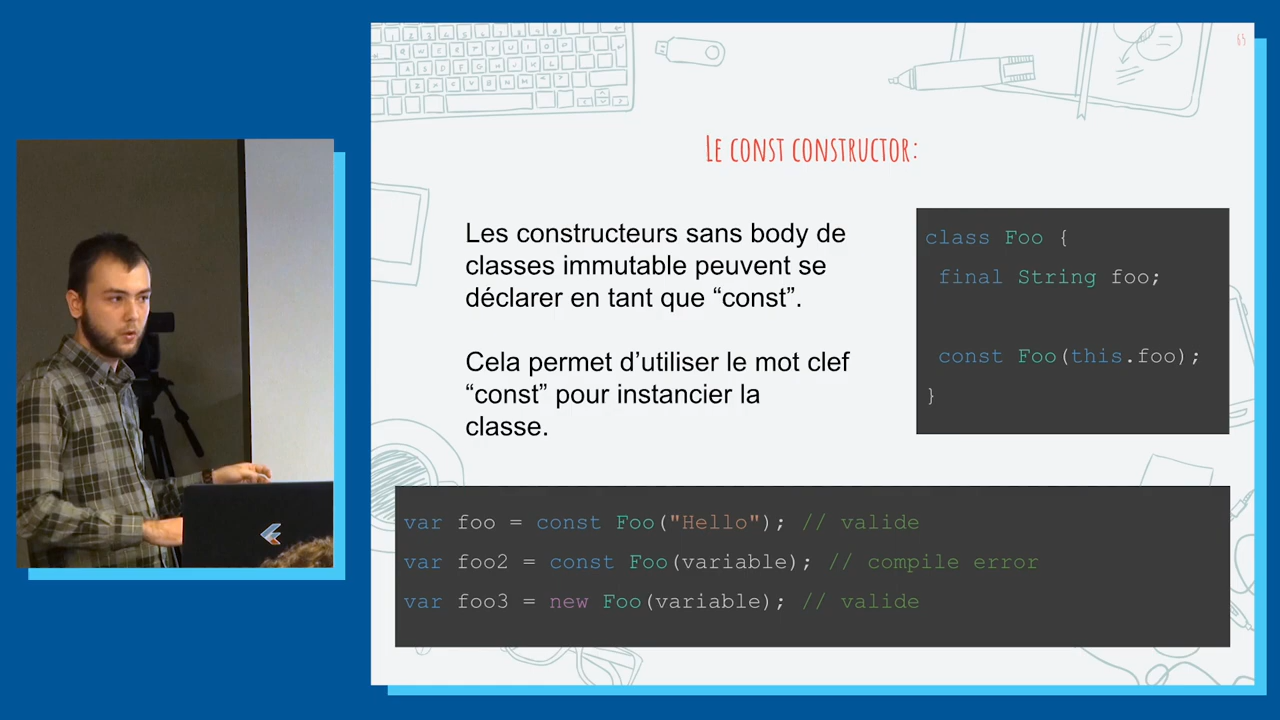 65
Le const constructor:
Les constructeurs sans body de
classes immutable peuvent se
déclarer en tant que “const”.
Cela permet d’utiliser le mot clef
“const” pour instancier la
classe.
class Foo {
final String foo;
const Foo(this.foo);
}
var foo = const Foo("Hello"); // valide
var foo2 = const Foo(variable); // compile error
var foo3 = new Foo(variable); // valide